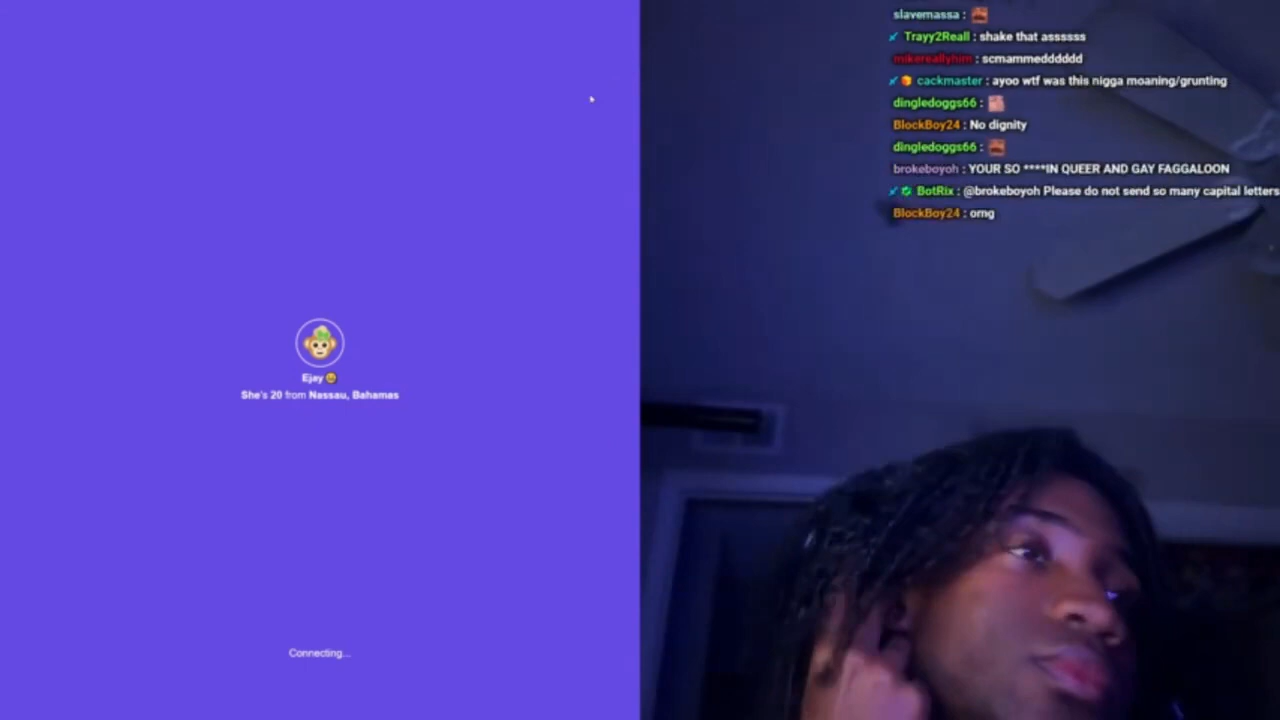 slavemassa :
Trayy2Reall : shake that assssss
mikereallyhim : scmammedddddd
cackmaster : ayoo wtf was this nigga moaning/grunting
dingledoggs66 :
BlockBoy24 : No dignity
dingledoggs66 :
brokeboyoh : YOUR SO ****IN QUEER AND GAY FAGGALOON
BotRix : @brokeboyoh Please do not send so many capital letters
BlockBoy24 : omg
Ejay
She's 20 from Nassau, Bahamas
Connecting...